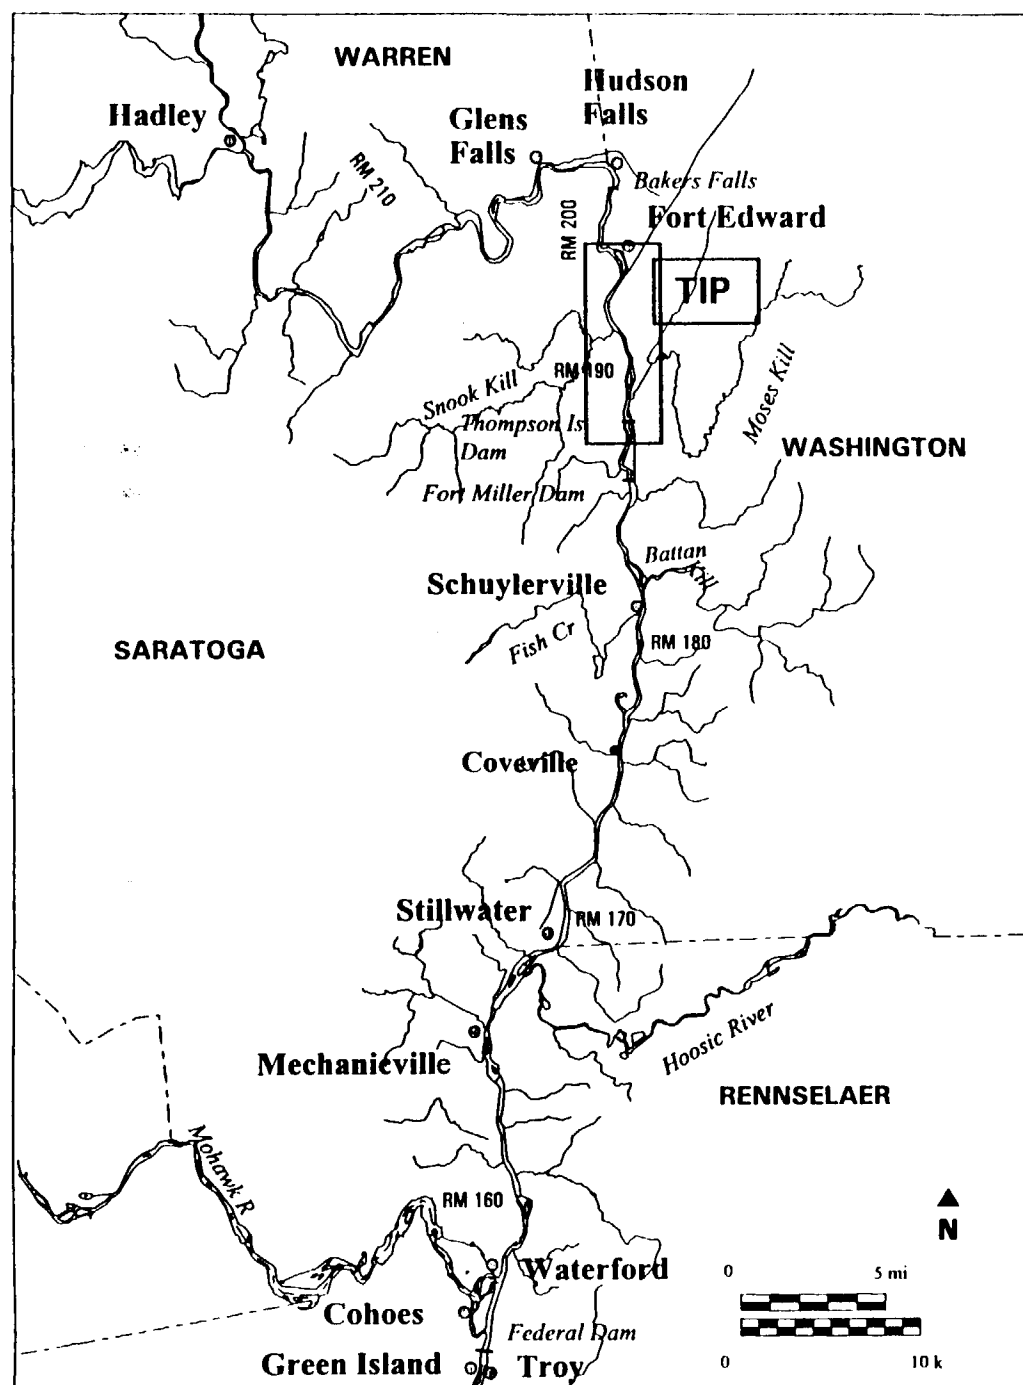 WARREN
Hudson
Falls
Hadley
Glens
Falls
RM 210
Bakers Falls
RM 200
Fort Edward
TIP
RM 190
Snook Kill
Moses Kill
Thompson Is
Dam
WASHINGTON
Fort Miller Dam
Battan
Kill
Schuylerville
Fish Cr
RM 180
SARATOGA
Coveville
Stillwater
RM 170
Hoosic River
Mechanicville
RENNSELAER
Mohawk R
RM 160
N
Waterford
0 5 mi
Cohoes
Federal Dam
Green Island
Troy
0 10 k